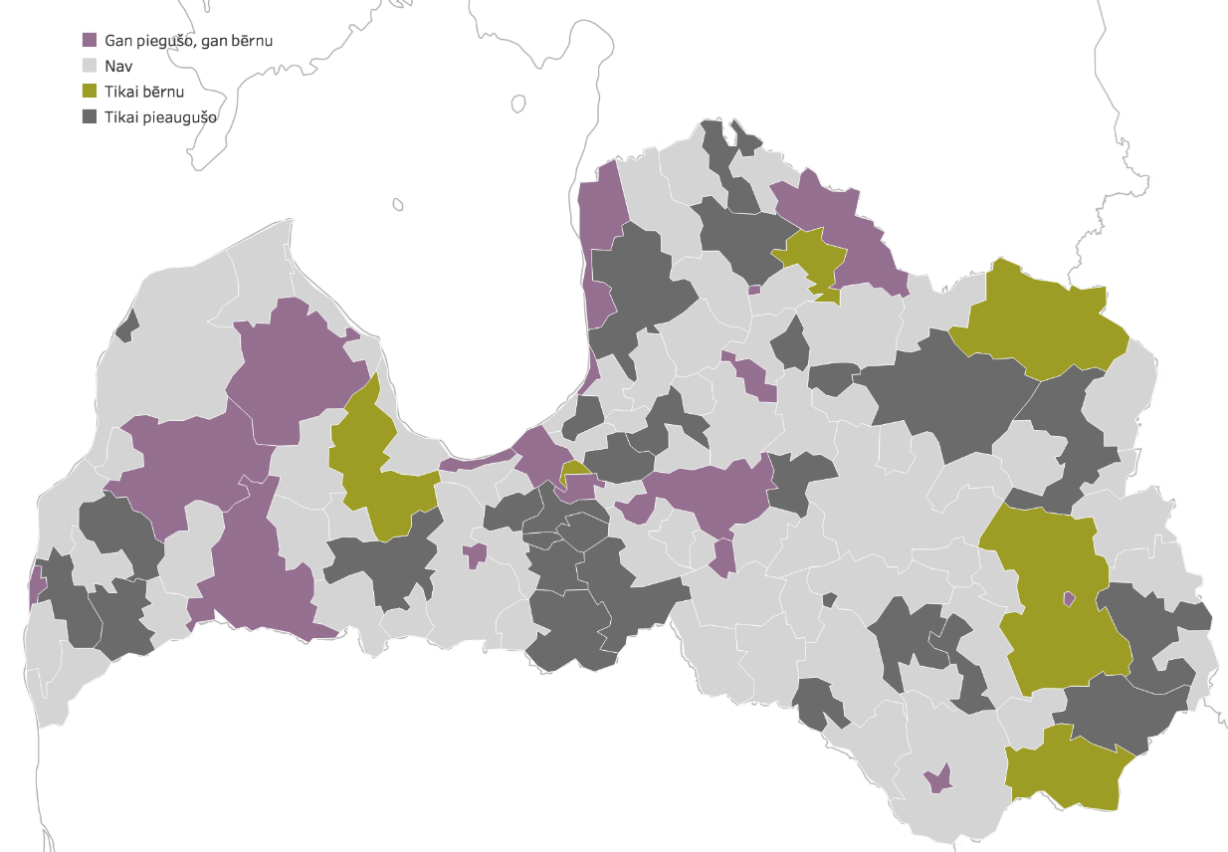 Gan piegušo, gan bērnu
Nav
Tikai bērnu
Tikai pieaugušo